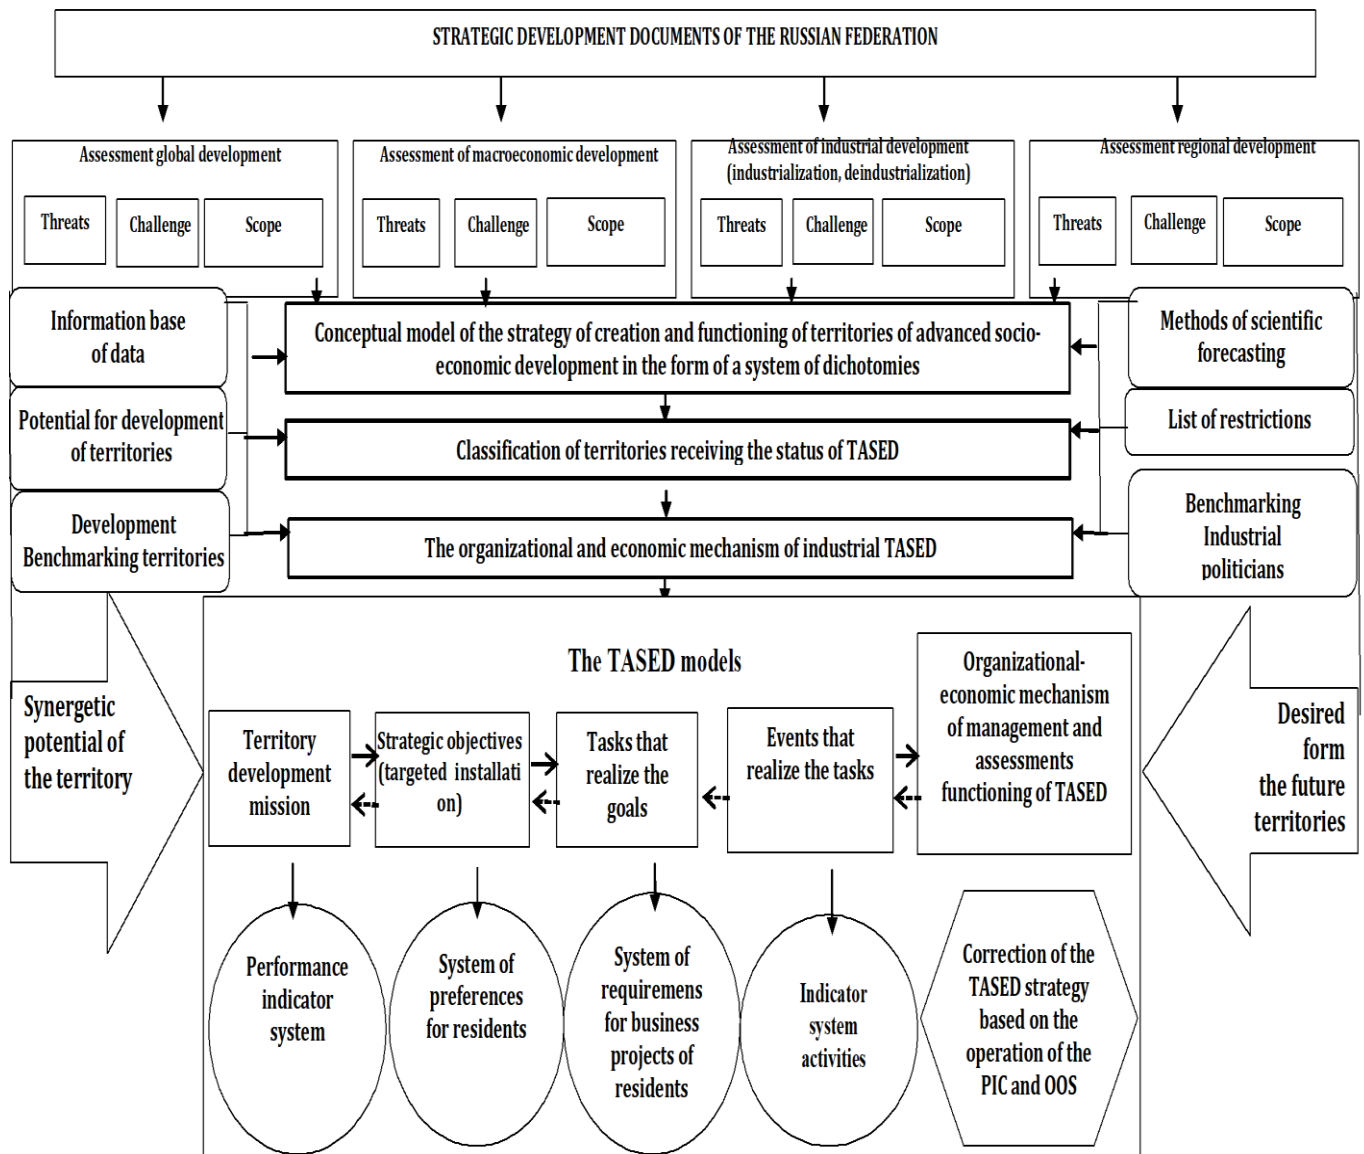 STRATEGIC DEVELOPMENT DOCUMENTS OF THE RUSSIAN FEDERATION
Assessment global development
Threats
Challenge
Scope
Assessment of macroeconomic development
Threats
Challenge
Scope
Assessment of industrial development
(industrialization, deindustrialization)
Threats
Challenge
Scope
Assessment regional development
Threats
Challenge
Scope
Information base
of data
Conceptual model of the strategy of creation and functioning of territories of advanced socio-
economic development in the form of a system of dichotomies
Methods of scientific
forecasting
Potential for development
of territories
Classification of territories receiving the status of TASED
List of restrictions
Development
Benchmarking territories
The organizational and economic mechanism of industrial TASED
Benchmarking
Industrial
politicians
Synergetic
potential of
the territory
The TASED models
Territory
development
mission
Strategic objectives
(targeted installati
on)
Tasks that
realize the
goals
Events that
realize the tasks
Organizational-
economic mechanism
of management and
assessments
functioning of TASED
Desired
form
the future
territories
Performance
indicator
system
System of
preferences
for residents
System of
requiremens
for business
projects of
residents
Indicator
system
activities
Correction of the
TASED strategy
based on the
operation of the
PIC and OOS